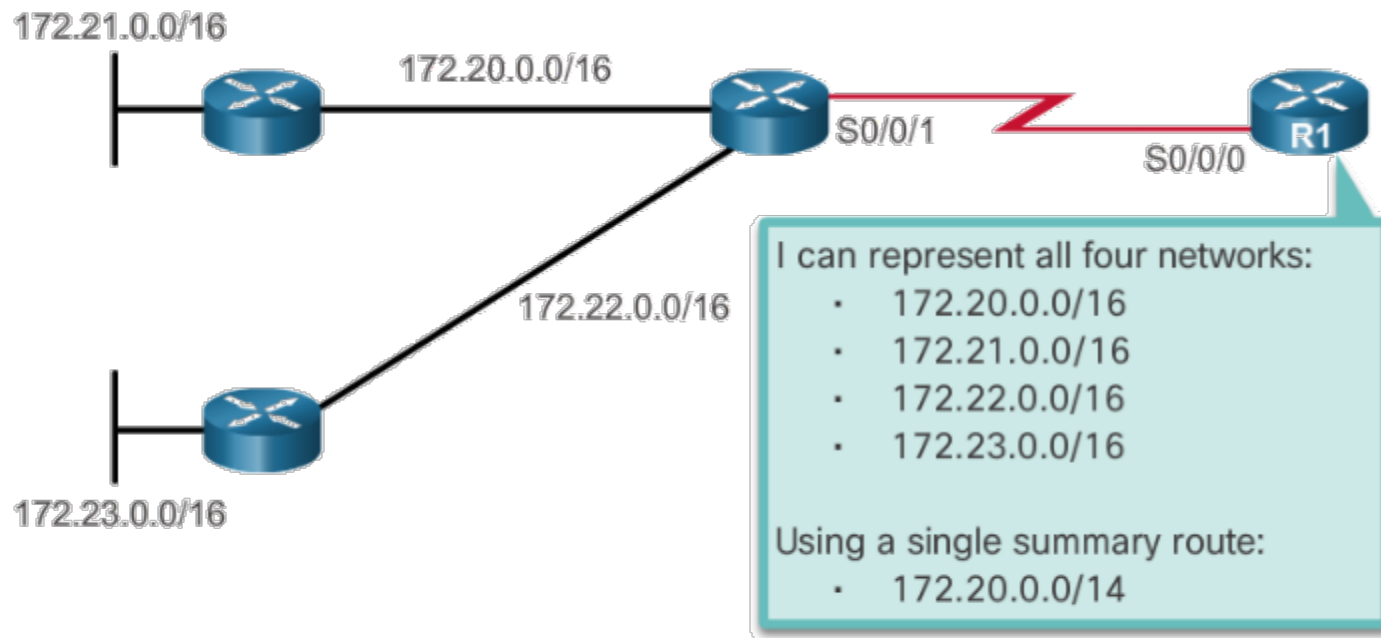 172.21.0.0/16
172.20.0.0/16
S0/0/1
S0/0/0
R1
172.22.0.0/16
172.23.0.0/16
I can represent all four networks:
· 172.20.0.0/16
· 172.21.0.0/16
· 172.22.0.0/16
· 172.23.0.0/16
Using a single summary route:
· 172.20.0.0/14